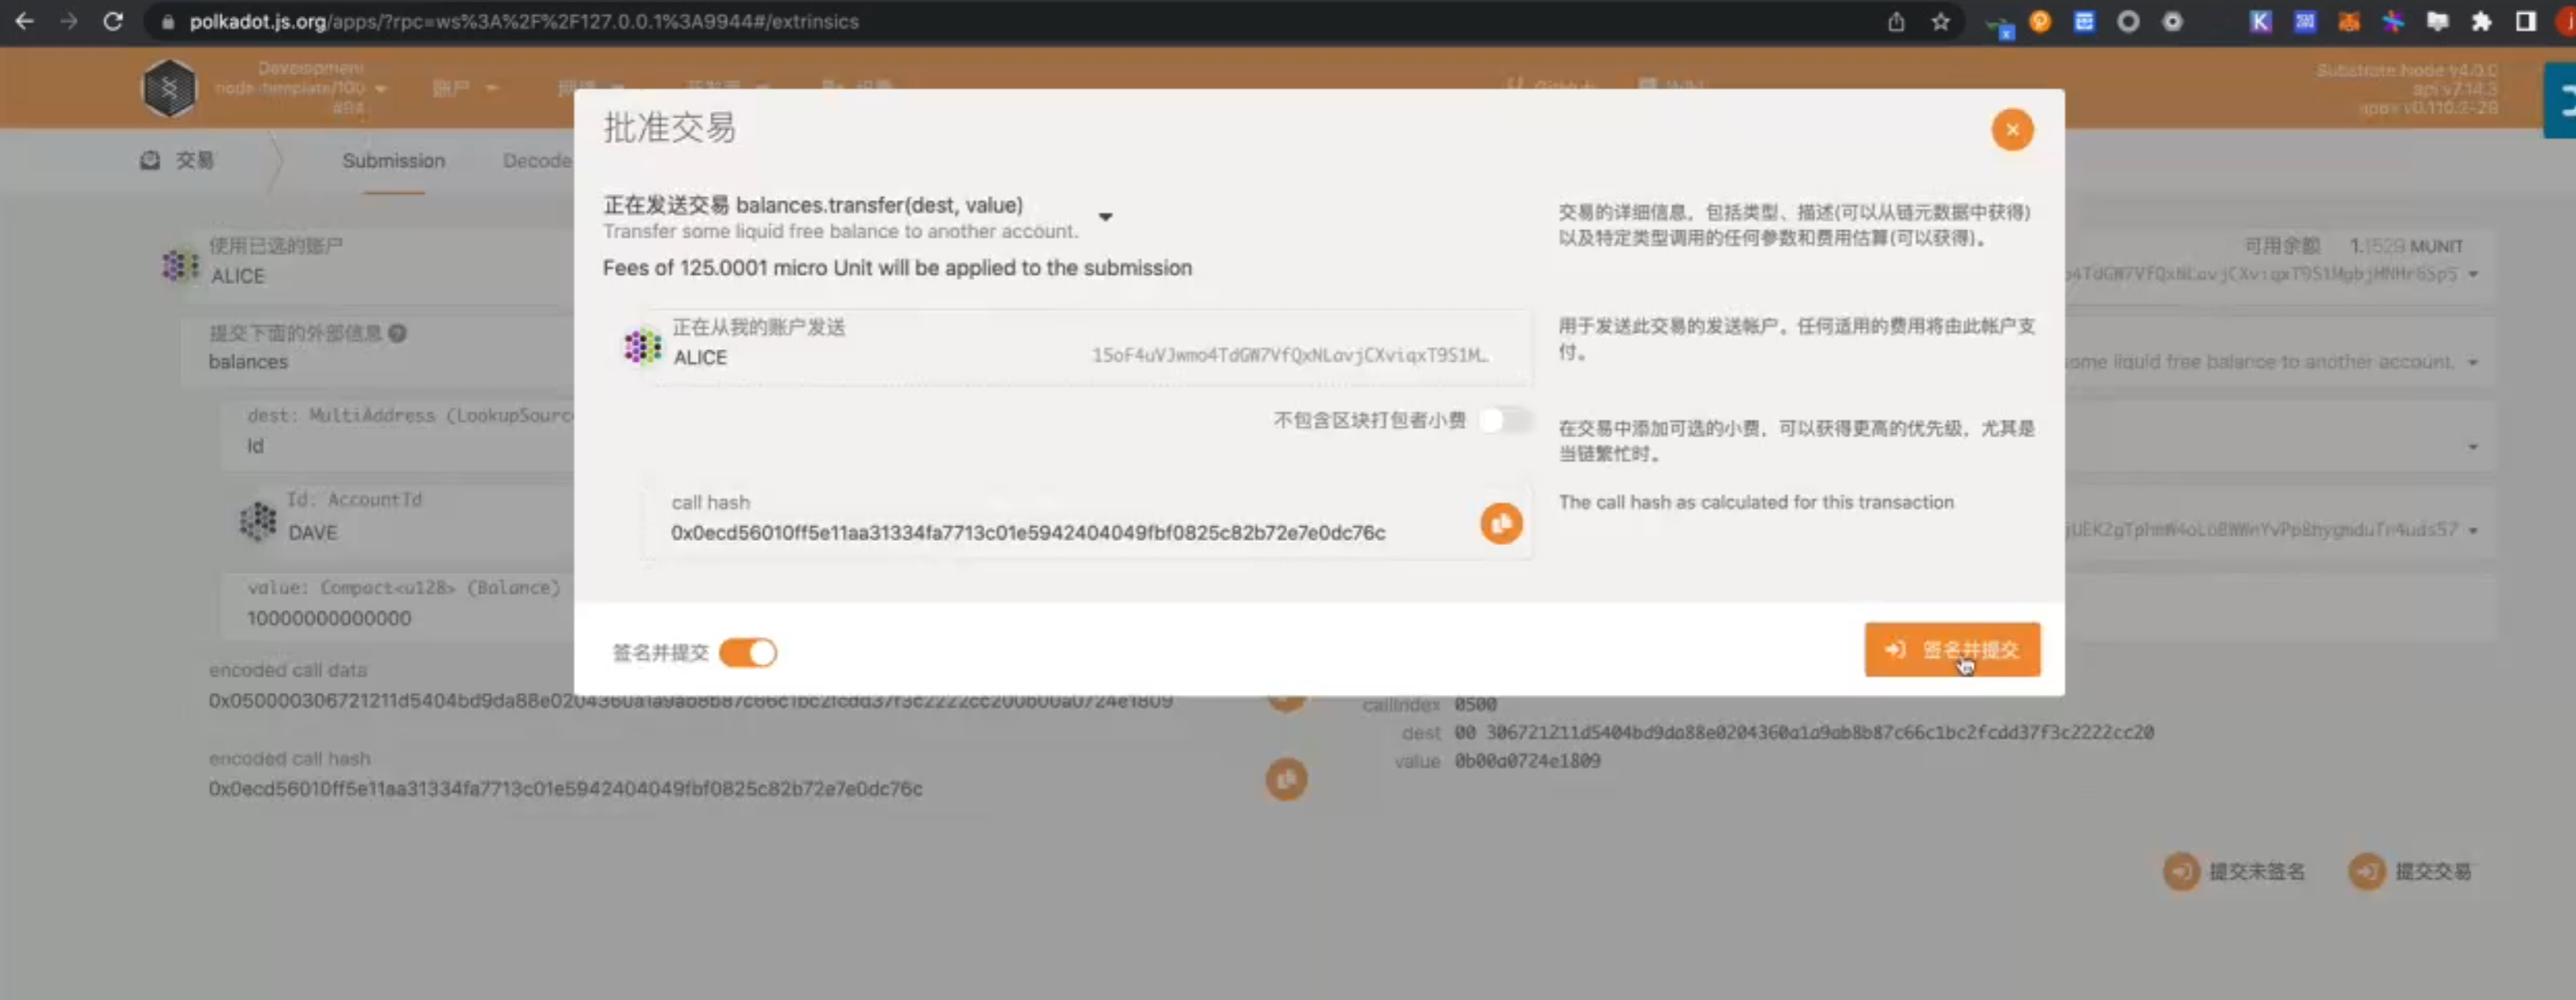 polkadot.js.org/apps/?rpc=ws%3A%2F%2F127.0.0.1%3A9944#/extrinsics
Development
node-template/100
#84
账户
GitHub
Wiki
Substrate Node v4.0.0
api v7.14.3
apps v0.110.2-28
交易
Submission
Decode
批准交易
正在发送交易 balances.transfer(dest, value)
Transfer some liquid free balance to another account.
Fees of 125.0001 micro Unit will be applied to the submission
交易的详细信息，包括类型、描述(可以从链元数据中获得)
以及特定类型调用的任何参数和费用估算(可以获得)。
正在从我的账户发送
ALICE
15oF4uVJwmo4TdGW7VfQxNLavjCXviqxT9S1M…
用于发送此交易的发送帐户。任何适用的费用将由此帐户支
付。
不包含区块打包者小费
在交易中添加可选的小费，可以获得更高的优先级，尤其是
当链繁忙时。
call hash
0x0ecd56010ff5e11aa31334fa7713c01e5942404049fbf0825c82b72e7e0dc76c
The call hash as calculated for this transaction
签名并提交
签名并提交
使用已选的账户
ALICE
可用余额 1.1529 MUNIT
提交下面的外部信息
balances
ome liquid free balance to another account.
dest: MultiAddress (LookupSource
Id
Id: AccountId
DAVE
value: Compact<u128> (Balance)
10000000000000
encoded call data
0x050000306721211d5404bd9da88e0204360a1a9ab8b87c66c1bc2fcdd37f3c2222cc200b00a0724e1809
encoded call hash
0x0ecd56010ff5e11aa31334fa7713c01e5942404049fbf0825c82b72e7e0dc76c
callindex 0500
dest 00 306721211d5404bd9da88e0204360a1a9ab8b87c66c1bc2fcdd37f3c2222cc20
value 0b00a0724e1809
提交未签名
提交交易